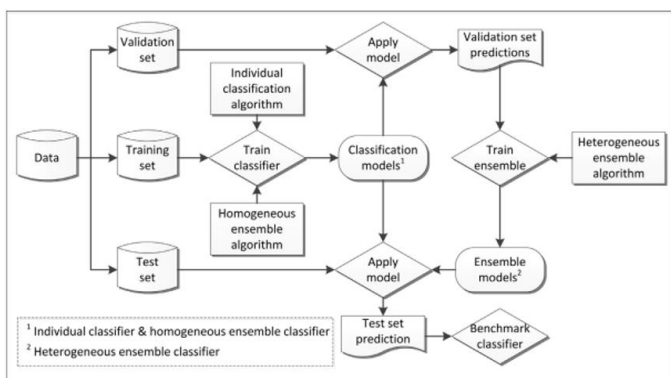 Validation
set
Apply
model
Validation set
predictions
Individual
classification
algorithm
Data
Training
set
Train
classifier
Classification
models1
Train
ensemble
Heterogeneous
ensemble
algorithm
Homogeneous
ensemble
algorithm
Test
set
Apply
model
Ensemble
models2
1 Individual classifier & homogeneous ensemble classifier
2 Heterogeneous ensemble classifier
Test set
prediction
Benchmark
classifier